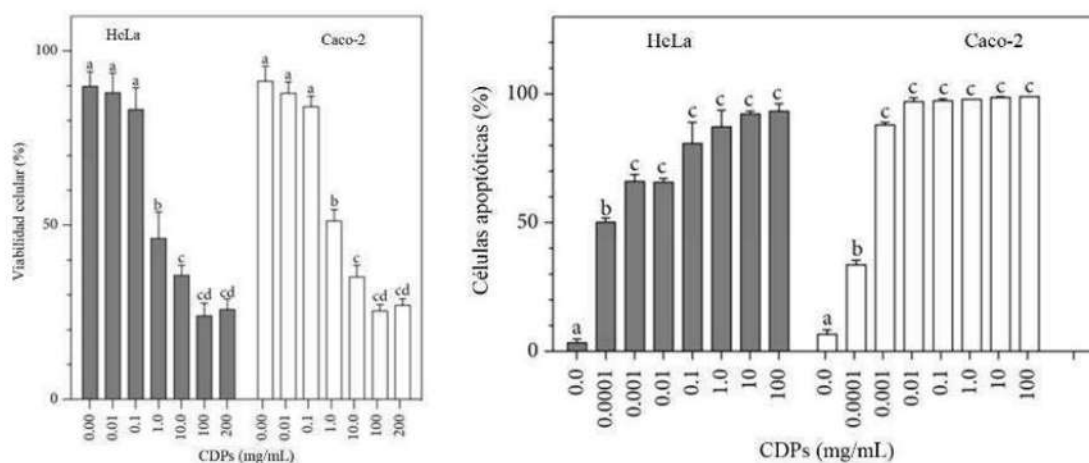 HeLa
Caco-2
100
50
0
Viabilidad celular (%)
a a a b c cd cd a a a b c cd cd
0.00 0.01 0.1 1.0 10.0 100 200 0.00 0.01 0.1 1.0 10.0 100 200
CDPs (mg/mL)
HeLa
Caco-2
100
50
0
Células apoptóticas (%)
a b c c c c c a b c c c c c c
0.0 0.0001 0.001 0.01 0.1 1.0 10 100 0.0 0.0001 0.001 0.01 0.1 1.0 10 100
CDPs (mg/mL)